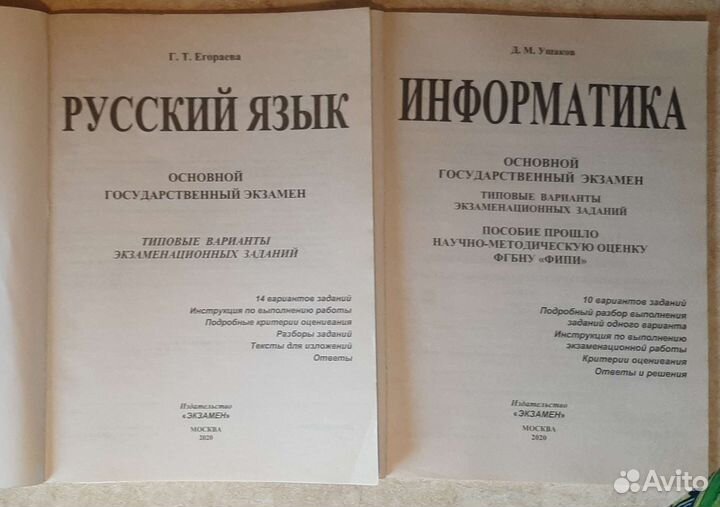 Г. Т. Егораева
РУССКИЙ ЯЗЫК
ОСНОВНОЙ
ГОСУДАРСТВЕННЫЙ ЭКЗАМЕН
ТИПОВЫЕ ВАРИАНТЫ
ЭКЗАМЕНАЦИОННЫХ ЗАДАНИЙ
14 вариантов заданий
Инструкция по выполнению работы
Подробные критерии оценивания
Разборы заданий
Тексты для изложений
Ответы
Издательство
«ЭКЗАМЕН»
МОСКВА
2020
Д. М. Ушаков
ИНФОРМАТИКА
ОСНОВНОЙ
ГОСУДАРСТВЕННЫЙ ЭКЗАМЕН
ТИПОВЫЕ ВАРИАНТЫ
ЭКЗАМЕНАЦИОННЫХ ЗАДАНИЙ
ПОСОБИЕ ПРОШЛО
НАУЧНО-МЕТОДИЧЕСКУЮ ОЦЕНКУ
ФГБНУ «ФИПИ»
10 вариантов заданий
Подробный разбор выполнения
заданий одного варианта
Инструкция по выполнению
экзаменационной работы
Критерии оценивания
Ответы и решения
Издательство
«ЭКЗАМЕН»
МОСКВА
2020
Avito